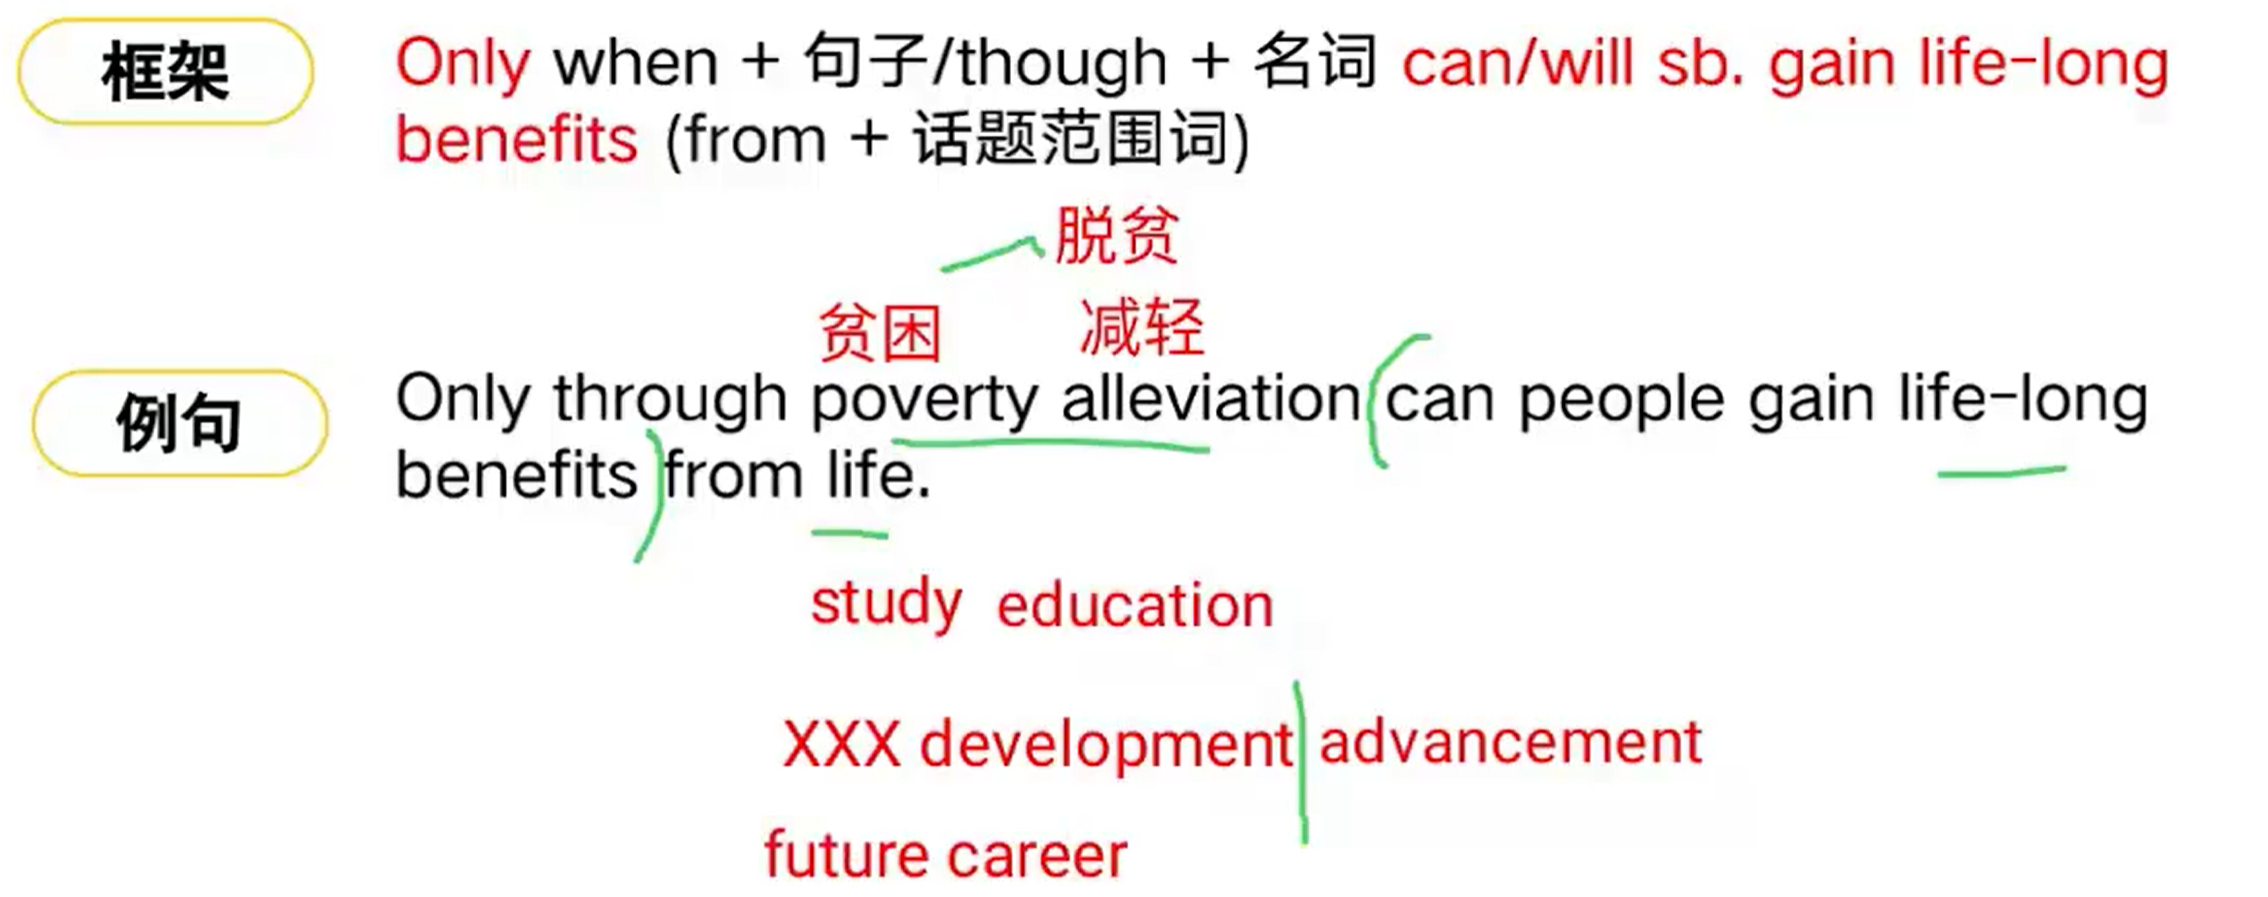 框架
Only when + 句子/though + 名词 can/will sb. gain life-long
benefits (from + 话题范围词)
脱贫
贫困 减轻
例句
Only through poverty alleviation can people gain life-long
benefits from life.
study education
XXX development advancement
future career